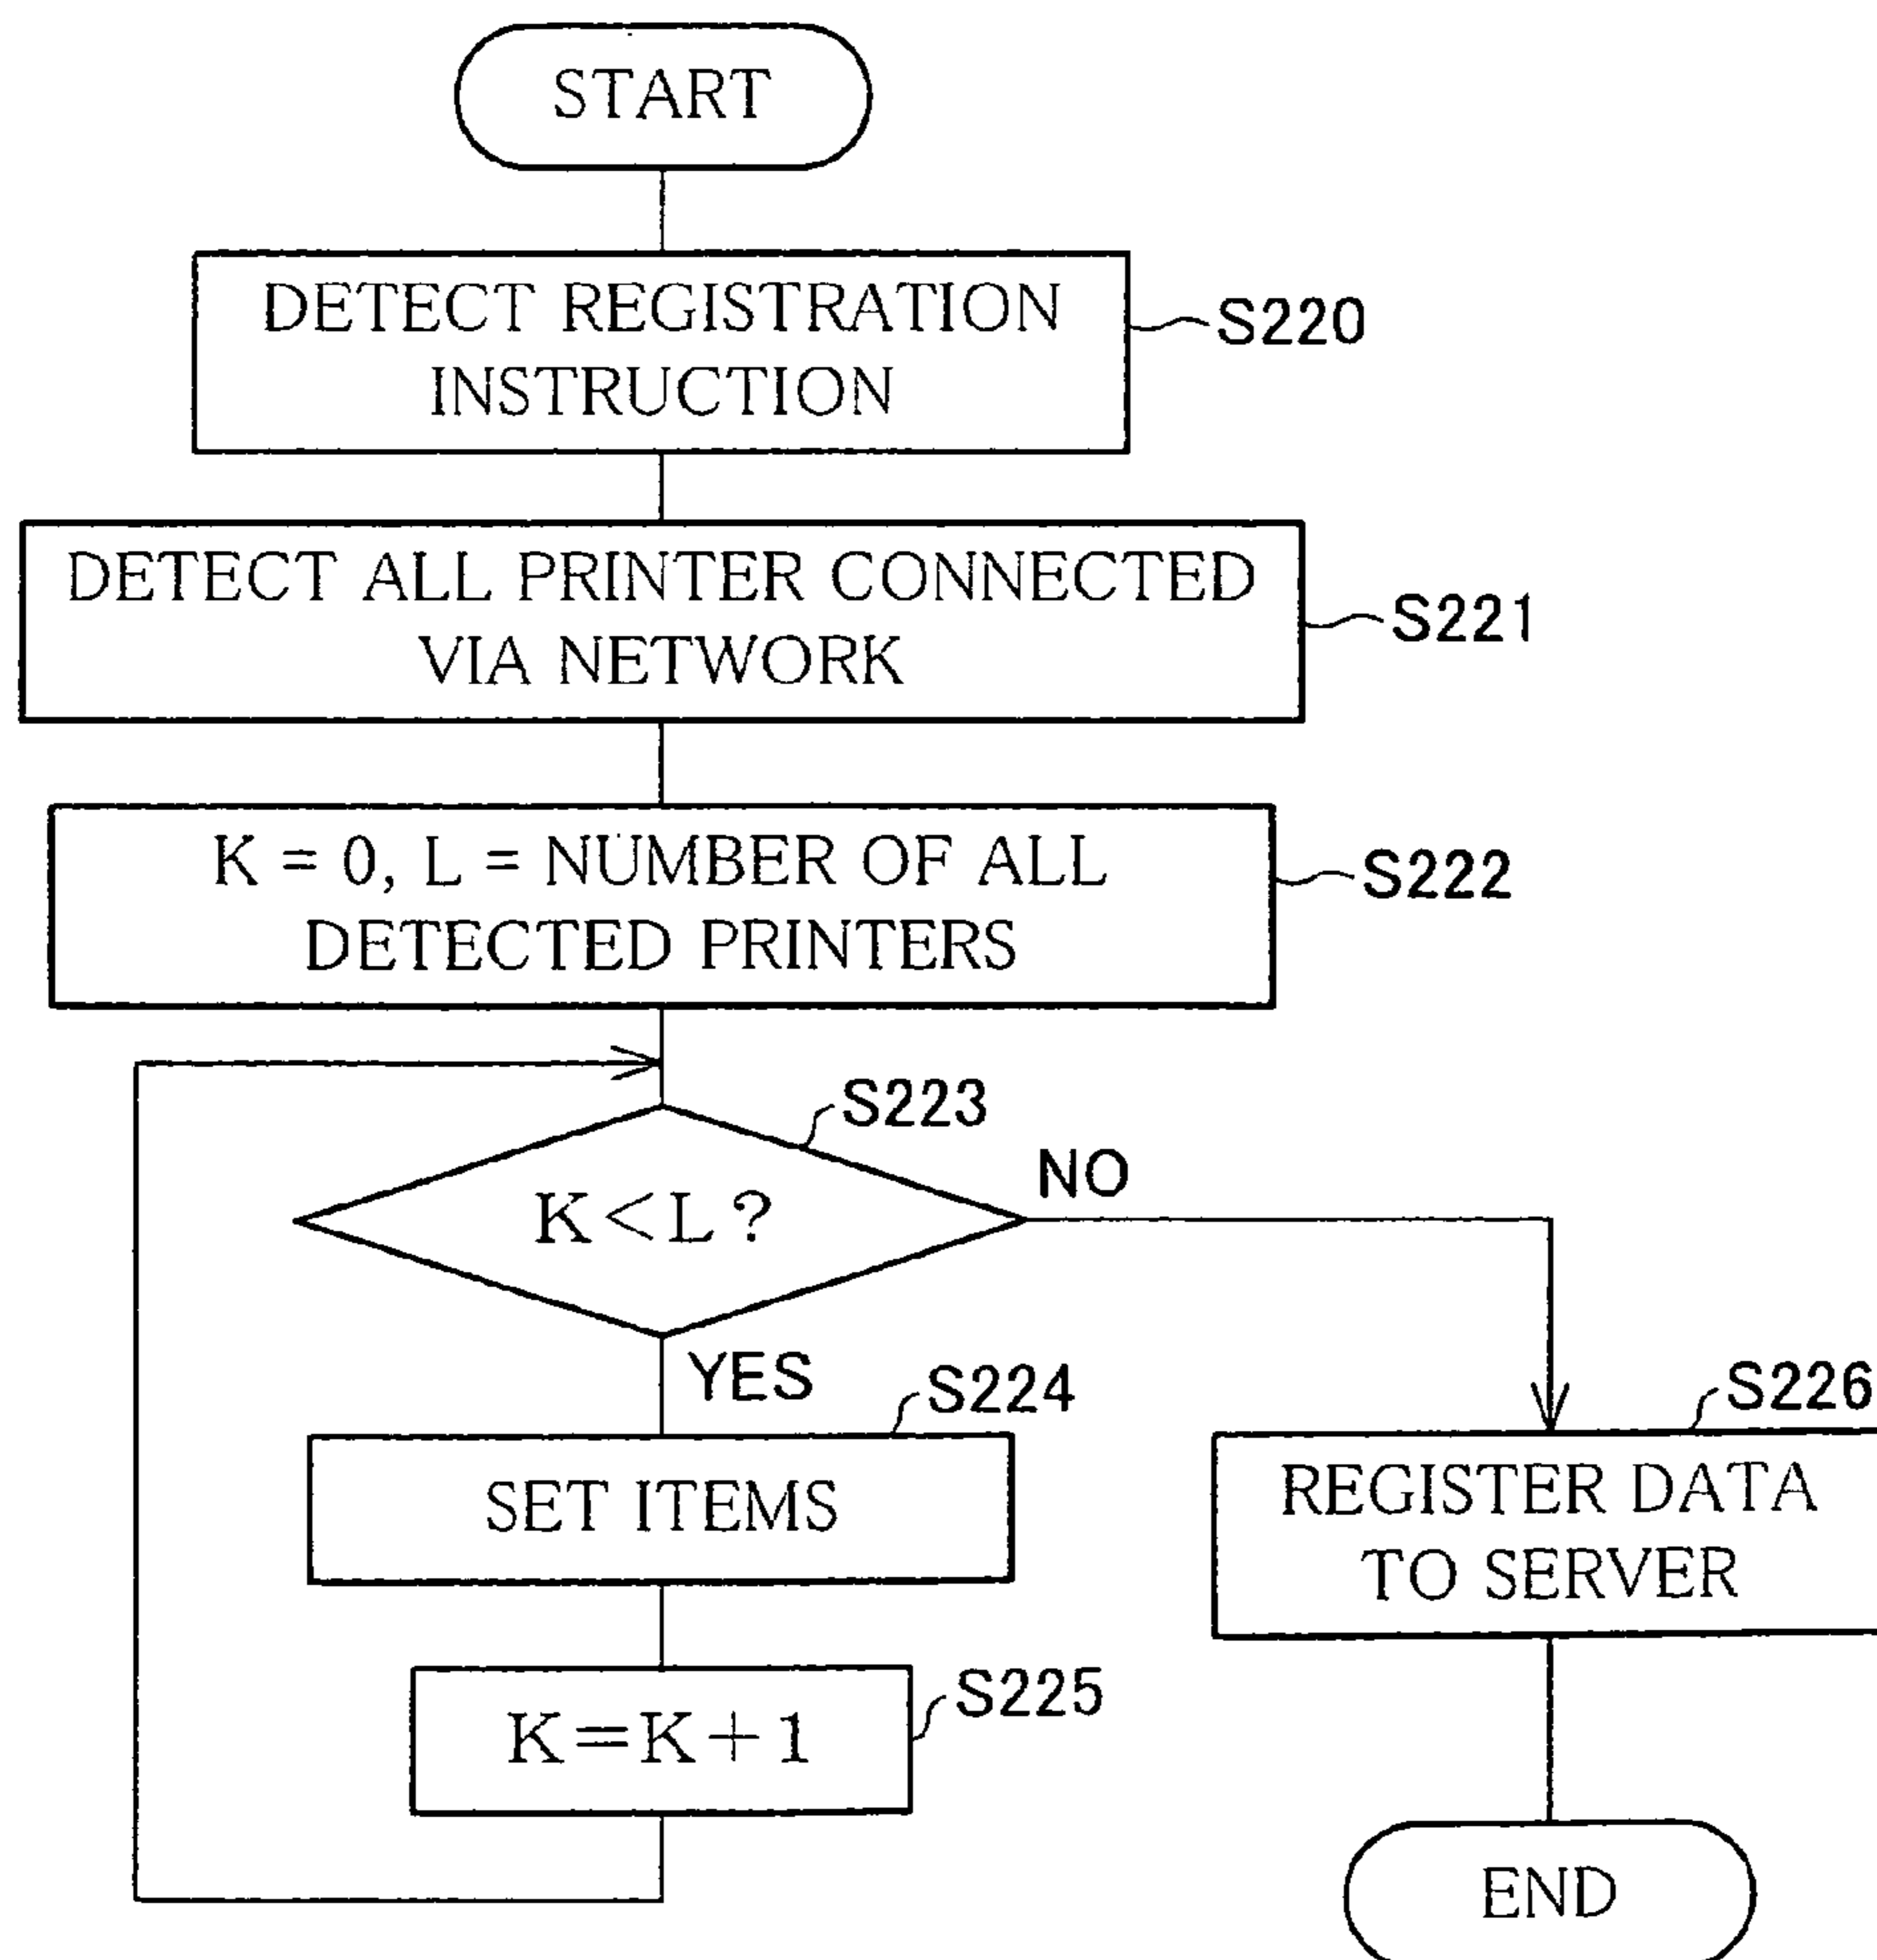 START
DETECT REGISTRATION
INSTRUCTION
S220
DETECT ALL PRINTER CONNECTED
VIA NETWORK
S221
K = 0, L = NUMBER OF ALL
DETECTED PRINTERS
S222
S223
K<L?
NO
YES
S224
SET ITEMS
S225
K=K+1
S226
REGISTER DATA
TO SERVER
END